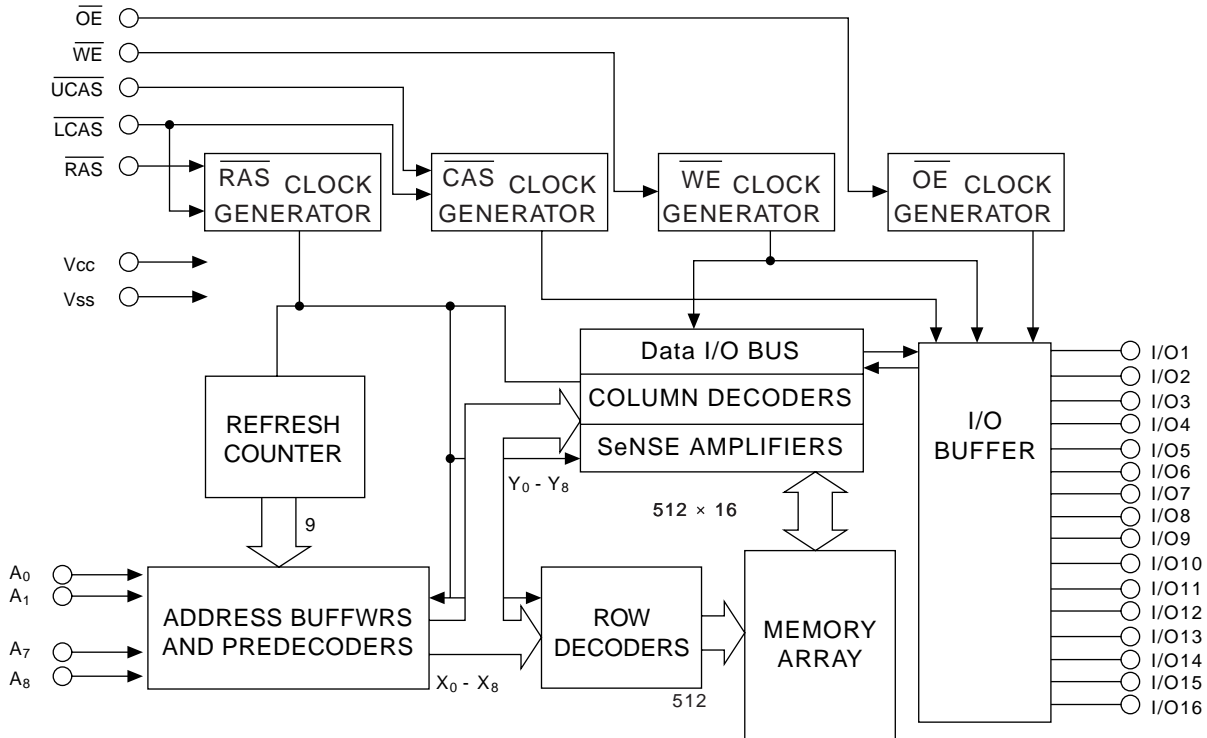 OE
WE
UCAS
LCAS
RAS
RAS CLOCK
GENERATOR
CAS CLOCK
GENERATOR
WE CLOCK
GENERATOR
OE CLOCK
GENERATOR
Vcc
Vss
Data I/O BUS
COLUMN DECODERS
SeNSE AMPLIFIERS
REFRESH
COUNTER
I/O
BUFFER
I/O1
I/O2
I/O3
I/O4
I/O5
I/O6
I/O7
I/O8
I/O9
I/O10
I/O11
I/O12
I/O13
I/O14
I/O15
I/O16
Y0 - Y8
512 × 16
9
A0
A1
A7
A8
ADDRESS BUFFWRS
AND PREDECODERS
X0 - X8
ROW
DECODERS
512
MEMORY
ARRAY